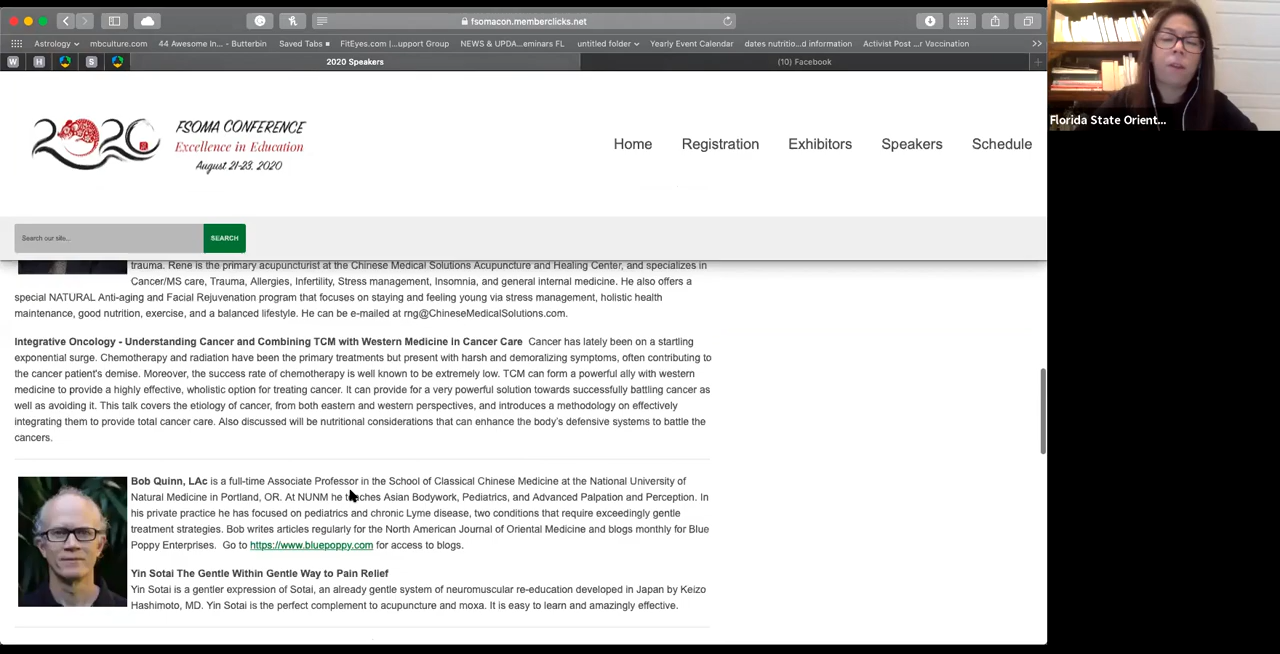 fsomacon.memberclicks.net
Astrology
mbculture.com
44 Awesome In... - Butterbin
Saved Tabs
FitEyes.com |...upport Group
NEWS & UPDA...eminars FL
untitled folder
Yearly Event Calendar
dates nutritio...d information
Activist Post ...r Vaccination
W
H
S
2020 Speakers
(10) Facebook
Florida State Orient...
2020
FSOMA CONFERENCE
Excellence in Education
August 21-23, 2020
Home
Registration
Exhibitors
Speakers
Schedule
Search our site...
SEARCH
trauma. Rene is the primary acupuncturist at the Chinese Medical Solutions Acupuncture and Healing Center, and specializes in
Cancer/MS care, Trauma, Allergies, Infertility, Stress management, Insomnia, and general internal medicine. He also offers a
special NATURAL Anti-aging and Facial Rejuvenation program that focuses on staying and feeling young via stress management, holistic health
maintenance, good nutrition, exercise, and a balanced lifestyle. He can be e-mailed at rng@ChineseMedicalSolutions.com.
Integrative Oncology - Understanding Cancer and Combining TCM with Western Medicine in Cancer Care Cancer has lately been on a startling
exponential surge. Chemotherapy and radiation have been the primary treatments but present with harsh and demoralizing symptoms, often contributing to
the cancer patient's demise. Moreover, the success rate of chemotherapy is well known to be extremely low. TCM can form a powerful ally with western
medicine to provide a highly effective, wholistic option for treating cancer. It can provide for a very powerful solution towards successfully battling cancer as
well as avoiding it. This talk covers the etiology of cancer, from both eastern and western perspectives, and introduces a methodology on effectively
integrating them to provide total cancer care. Also discussed will be nutritional considerations that can enhance the body's defensive systems to battle the
cancers.
Bob Quinn, LAc is a full-time Associate Professor in the School of Classical Chinese Medicine at the National University of
Natural Medicine in Portland, OR. At NUNM he teaches Asian Bodywork, Pediatrics, and Advanced Palpation and Perception. In
his private practice he has focused on pediatrics and chronic Lyme disease, two conditions that require exceedingly gentle
treatment strategies. Bob writes articles regularly for the North American Journal of Oriental Medicine and blogs monthly for Blue
Poppy Enterprises. Go to https://www.bluepoppy.com for access to blogs.
Yin Sotai The Gentle Within Gentle Way to Pain Relief
Yin Sotai is a gentler expression of Sotai, an already gentle system of neuromuscular re-education developed in Japan by Keizo
Hashimoto, MD. Yin Sotai is the perfect complement to acupuncture and moxa. It is easy to learn and amazingly effective.